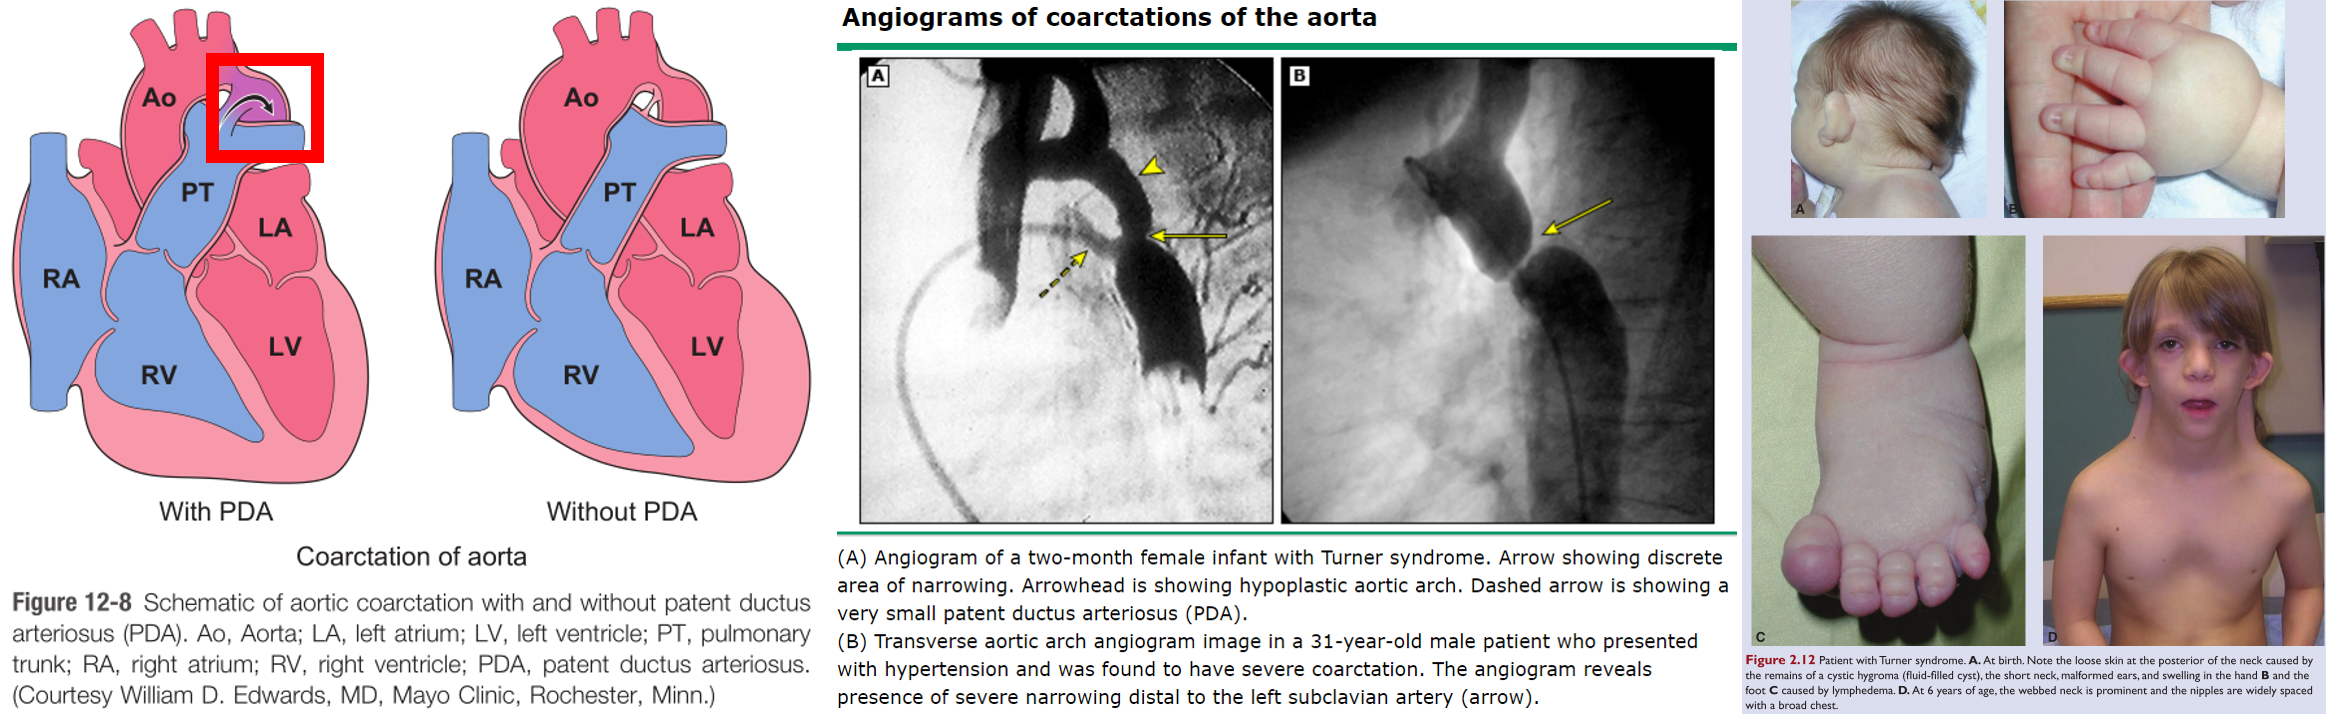 Ao
PT
LA
RA
LV
RV
With PDA
Ao
PT
LA
RA
LV
RV
Without PDA
Coarctation of aorta
Figure 12-8 Schematic of aortic coarctation with and without patent ductus
arteriosus (PDA). Ao, Aorta; LA, left atrium; LV, left ventricle; PT, pulmonary
trunk; RA, right atrium; RV, right ventricle; PDA, patent ductus arteriosus.
(Courtesy William D. Edwards, MD, Mayo Clinic, Rochester, Minn.)
Angiograms of coarctations of the aorta
A
B
(A) Angiogram of a two-month female infant with Turner syndrome. Arrow showing discrete
area of narrowing. Arrowhead is showing hypoplastic aortic arch. Dashed arrow is showing a
very small patent ductus arteriosus (PDA).
(B) Transverse aortic arch angiogram image in a 31-year-old male patient who presented
with hypertension and was found to have severe coarctation. The angiogram reveals
presence of severe narrowing distal to the left subclavian artery (arrow).
A
B
C
D
Figure 2.12 Patient with Turner syndrome. A. At birth. Note the loose skin at the posterior of the neck caused by
the remains of a cystic hygroma (fluid-filled cyst), the short neck, malformed ears, and swelling in the hand B and the
foot C caused by lymphedema. D. At 6 years of age, the webbed neck is prominent and the nipples are widely spaced
with a broad chest.